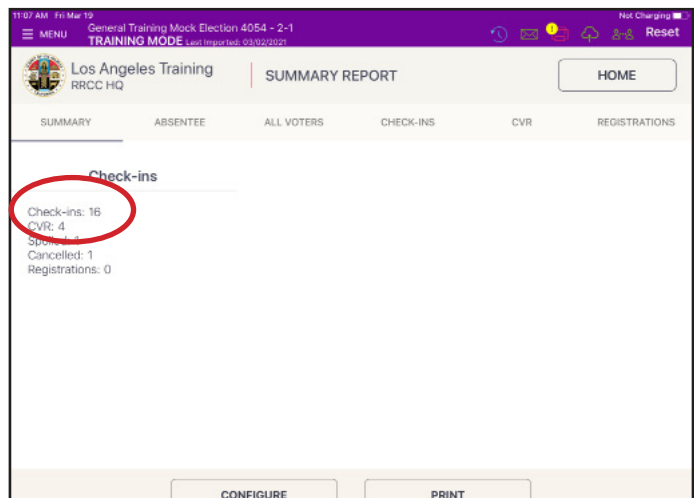 11:07 AM Fri Mar 19
Not Charging
MENU
General Training Mock Election 4054 - 2-1
TRAINING MODE Last Imported: 03/02/2021
Reset
Los Angeles Training
RRCC HQ
SUMMARY REPORT
HOME
SUMMARY ABSENTEE ALL VOTERS CHECK-INS CVR REGISTRATIONS
Check-ins
Check-ins: 16
CVR: 4
Spoiled: 1
Cancelled: 1
Registrations: 0
CONFIGURE PRINT